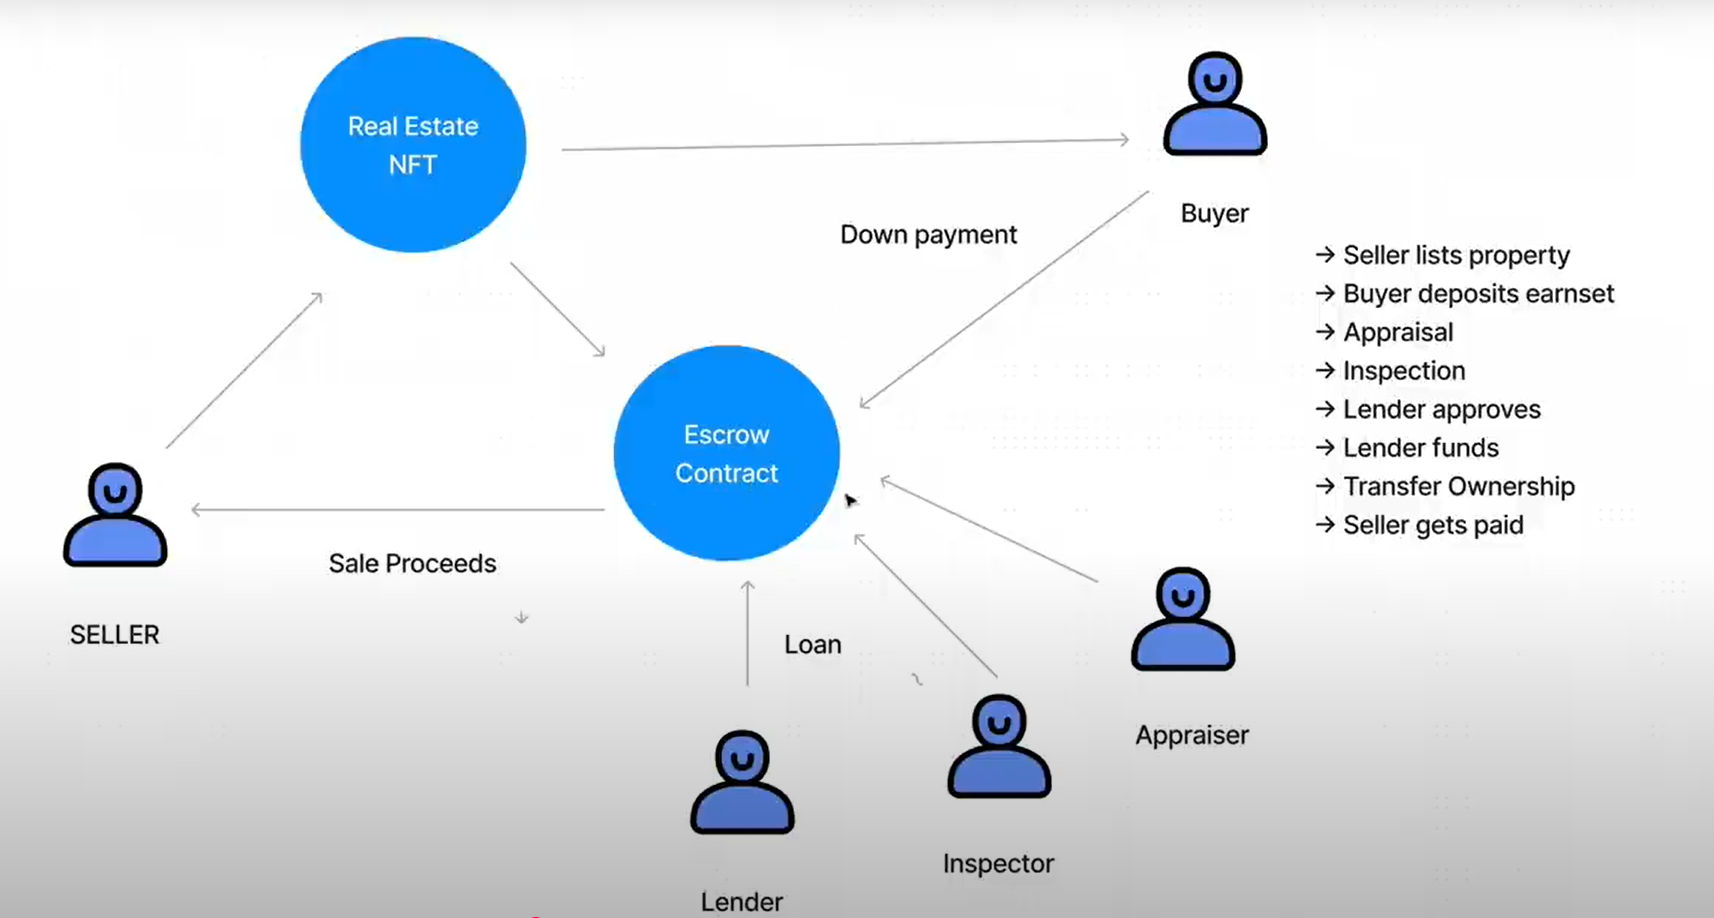 Real Estate
NFT
Buyer
Down payment
→ Seller lists property
→ Buyer deposits earnset
→ Appraisal
→ Inspection
→ Lender approves
→ Lender funds
→ Transfer Ownership
→ Seller gets paid
Escrow
Contract
Sale Proceeds
SELLER
Loan
Appraiser
Inspector
Lender